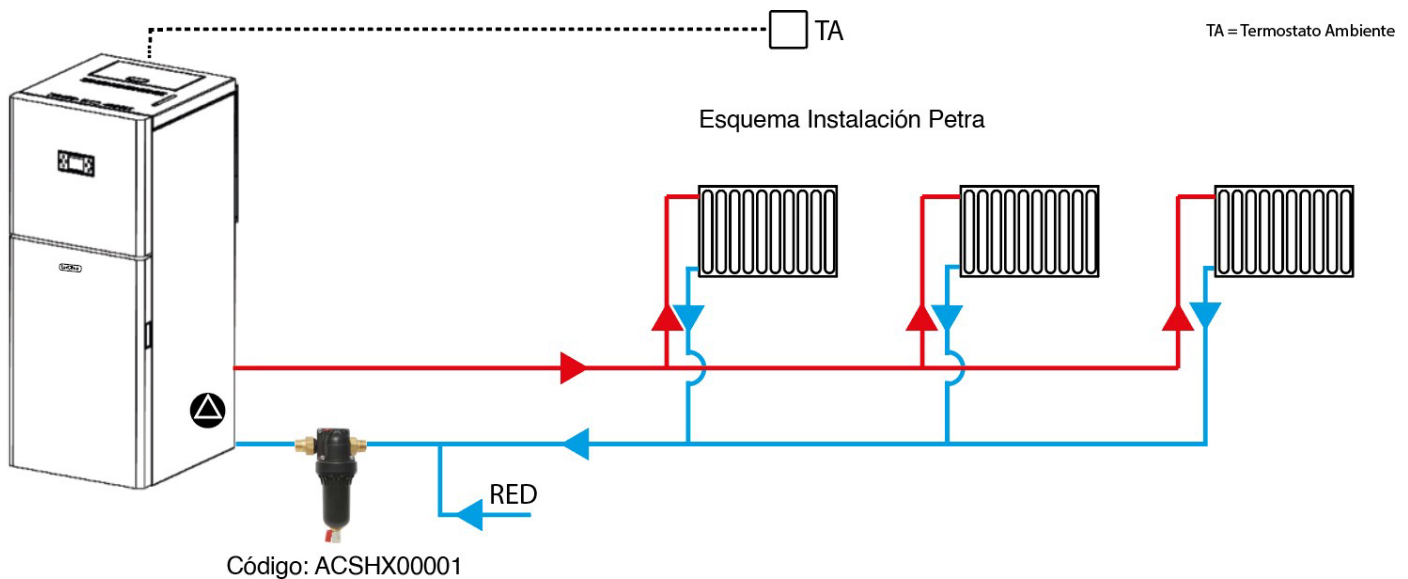 TA
TA = Termostato Ambiente
Esquema Instalación Petra
RED
Código: ACSHX00001